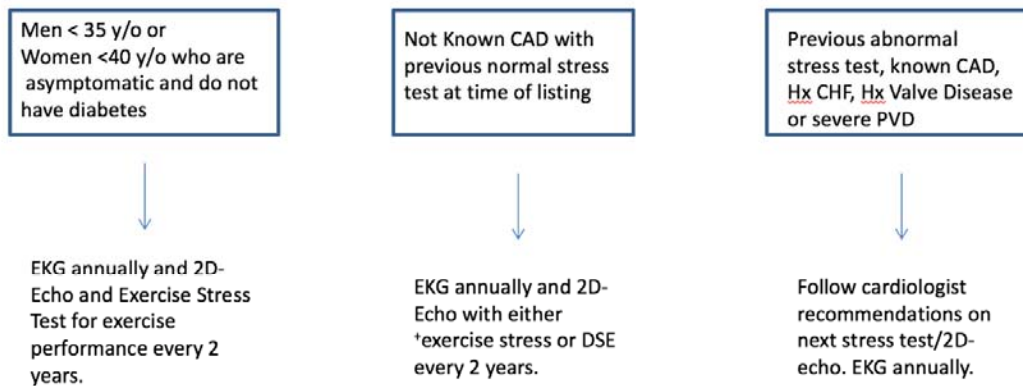 Men < 35 y/o or
Women <40 y/o who are
asymptomatic and do not
have diabetes
EKG annually and 2D-
Echo and Exercise Stress
Test for exercise
performance every 2
years.
Not Known CAD with
previous normal stress
test at time of listing
EKG annually and 2D-
Echo with either
+exercise stress or DSE
every 2 years.
Previous abnormal
stress test, known CAD,
Hx CHF, Hx Valve Disease
or severe PVD
Follow cardiologist
recommendations on
next stress test/2D-
echo. EKG annually.